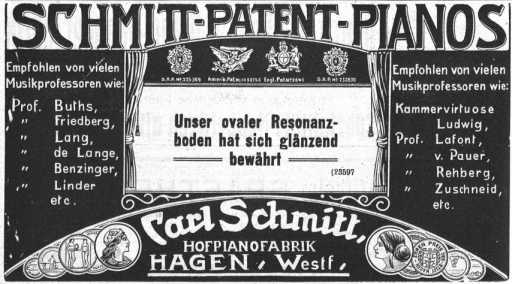 SCHMITT-PATENT-PIANOS
Empfohlen von vielen
Musikprofessoren wie:
Prof. Buths,
„ Friedberg,
„ Lang,
„ de Lange,
„ Benzinger,
„ Linder
etc.
Unser ovaler Resonanz-
boden hat sich glänzend
bewährt
(23597
Empfohlen von vielen
Musikprofessoren wie:
Kammervirtuose
Ludwig,
Prof. Lafont,
„ v. Pauer,
„ Rehberg,
„ Zuschneid,
etc.
Carl Schmitt,
HOFPIANOFABRIK
HAGEN, Westf,